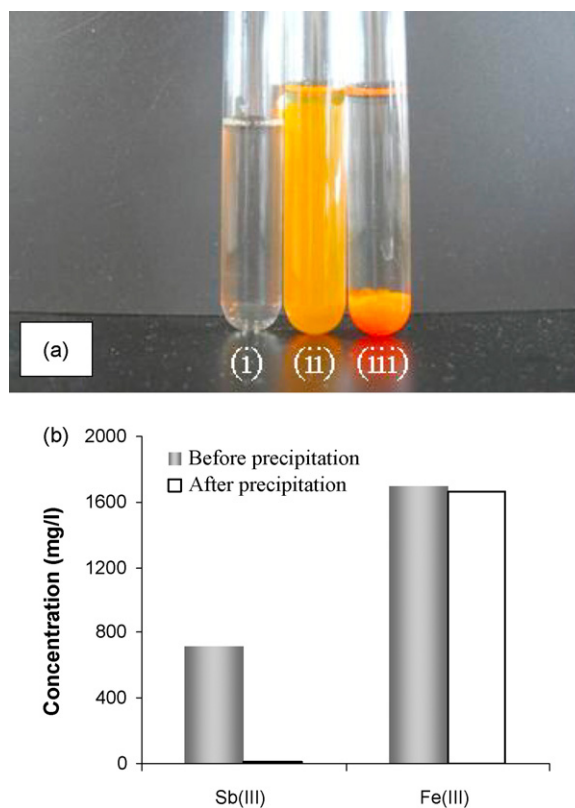 (a)
(i) (ii) (iii)
(b)
2000
1600
1200
800
400
0
Concentration (mg/l)
Before precipitation
After precipitation
Sb(III) Fe(III)